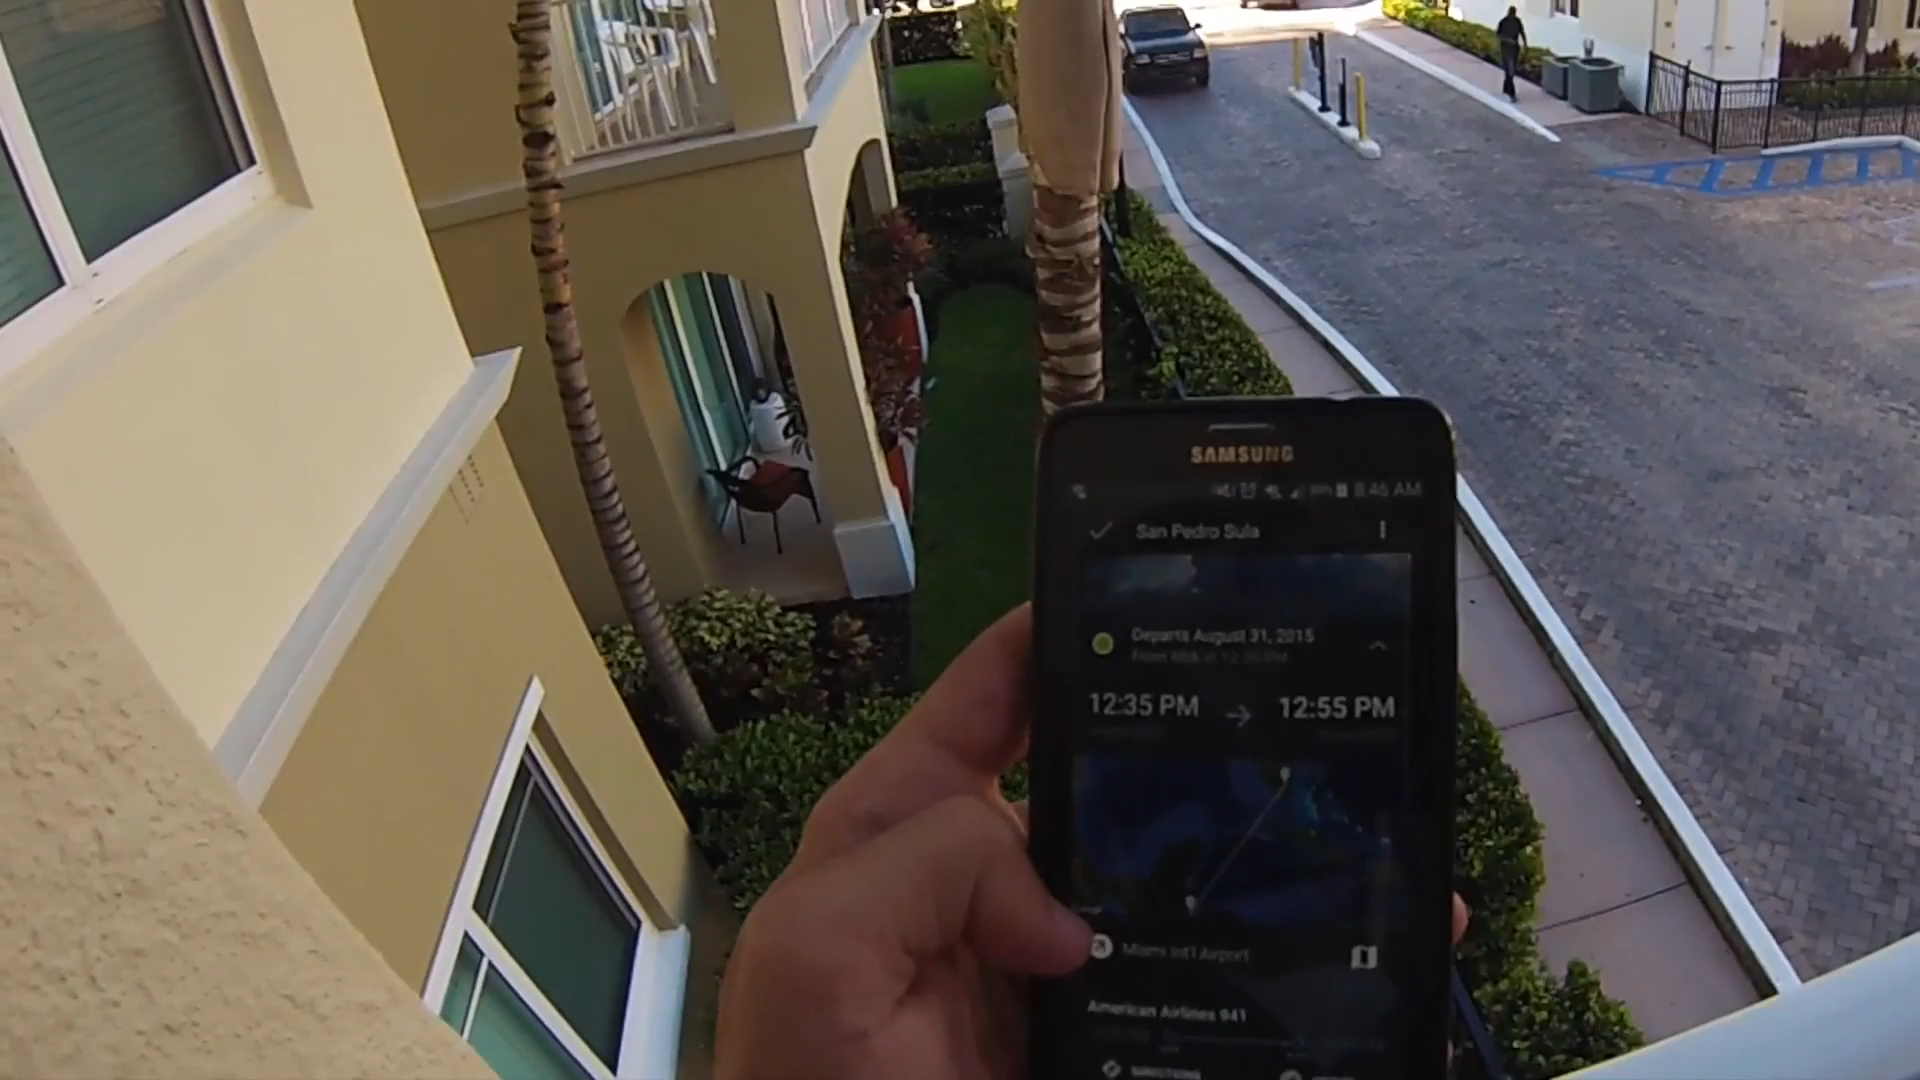 SAMSUNG
8:46 AM
San Pedro Sula
Departs August 31, 2015
12:35 PM → 12:55 PM
Miami Int'l Airport
American Airlines 941
DIRECTIONS